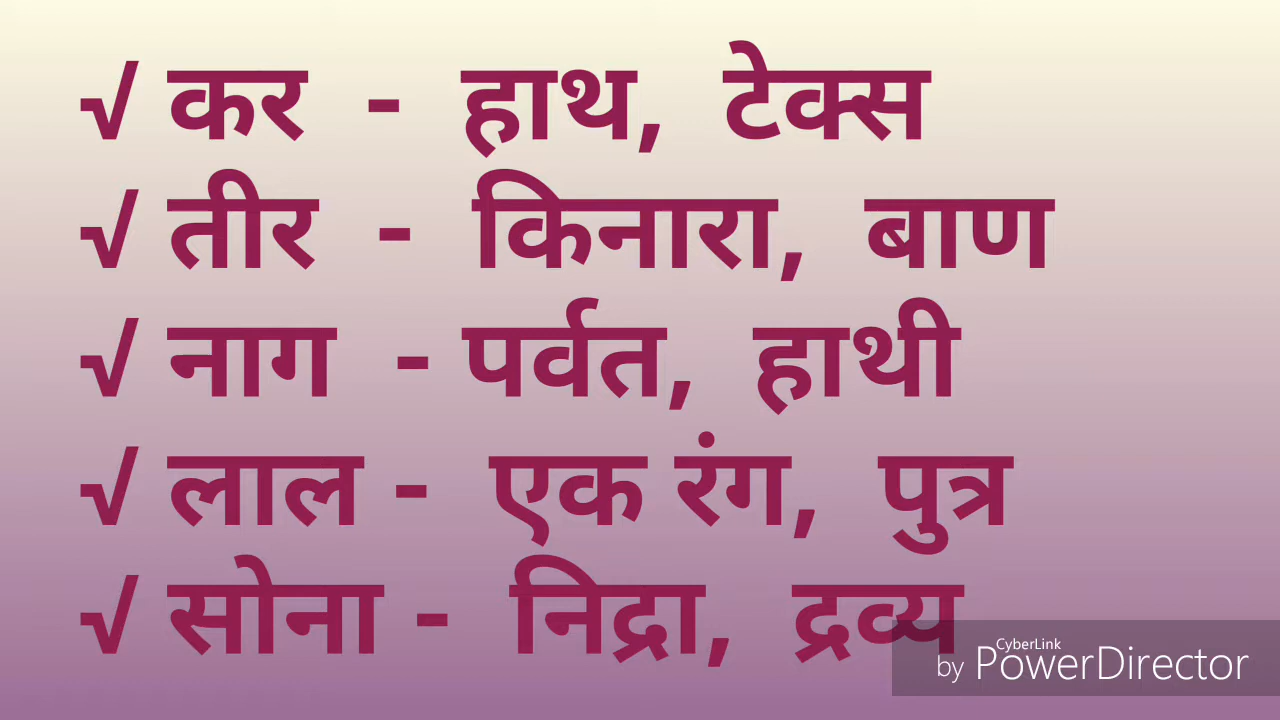 √ कर - हाथ, टेक्स
√ तीर - किनारा, बाण
√ नाग - पर्वत, हाथी
√ लाल - एक रंग, पुत्र
√ सोना - निद्रा, द्रव्य
by CyberLink PowerDirector